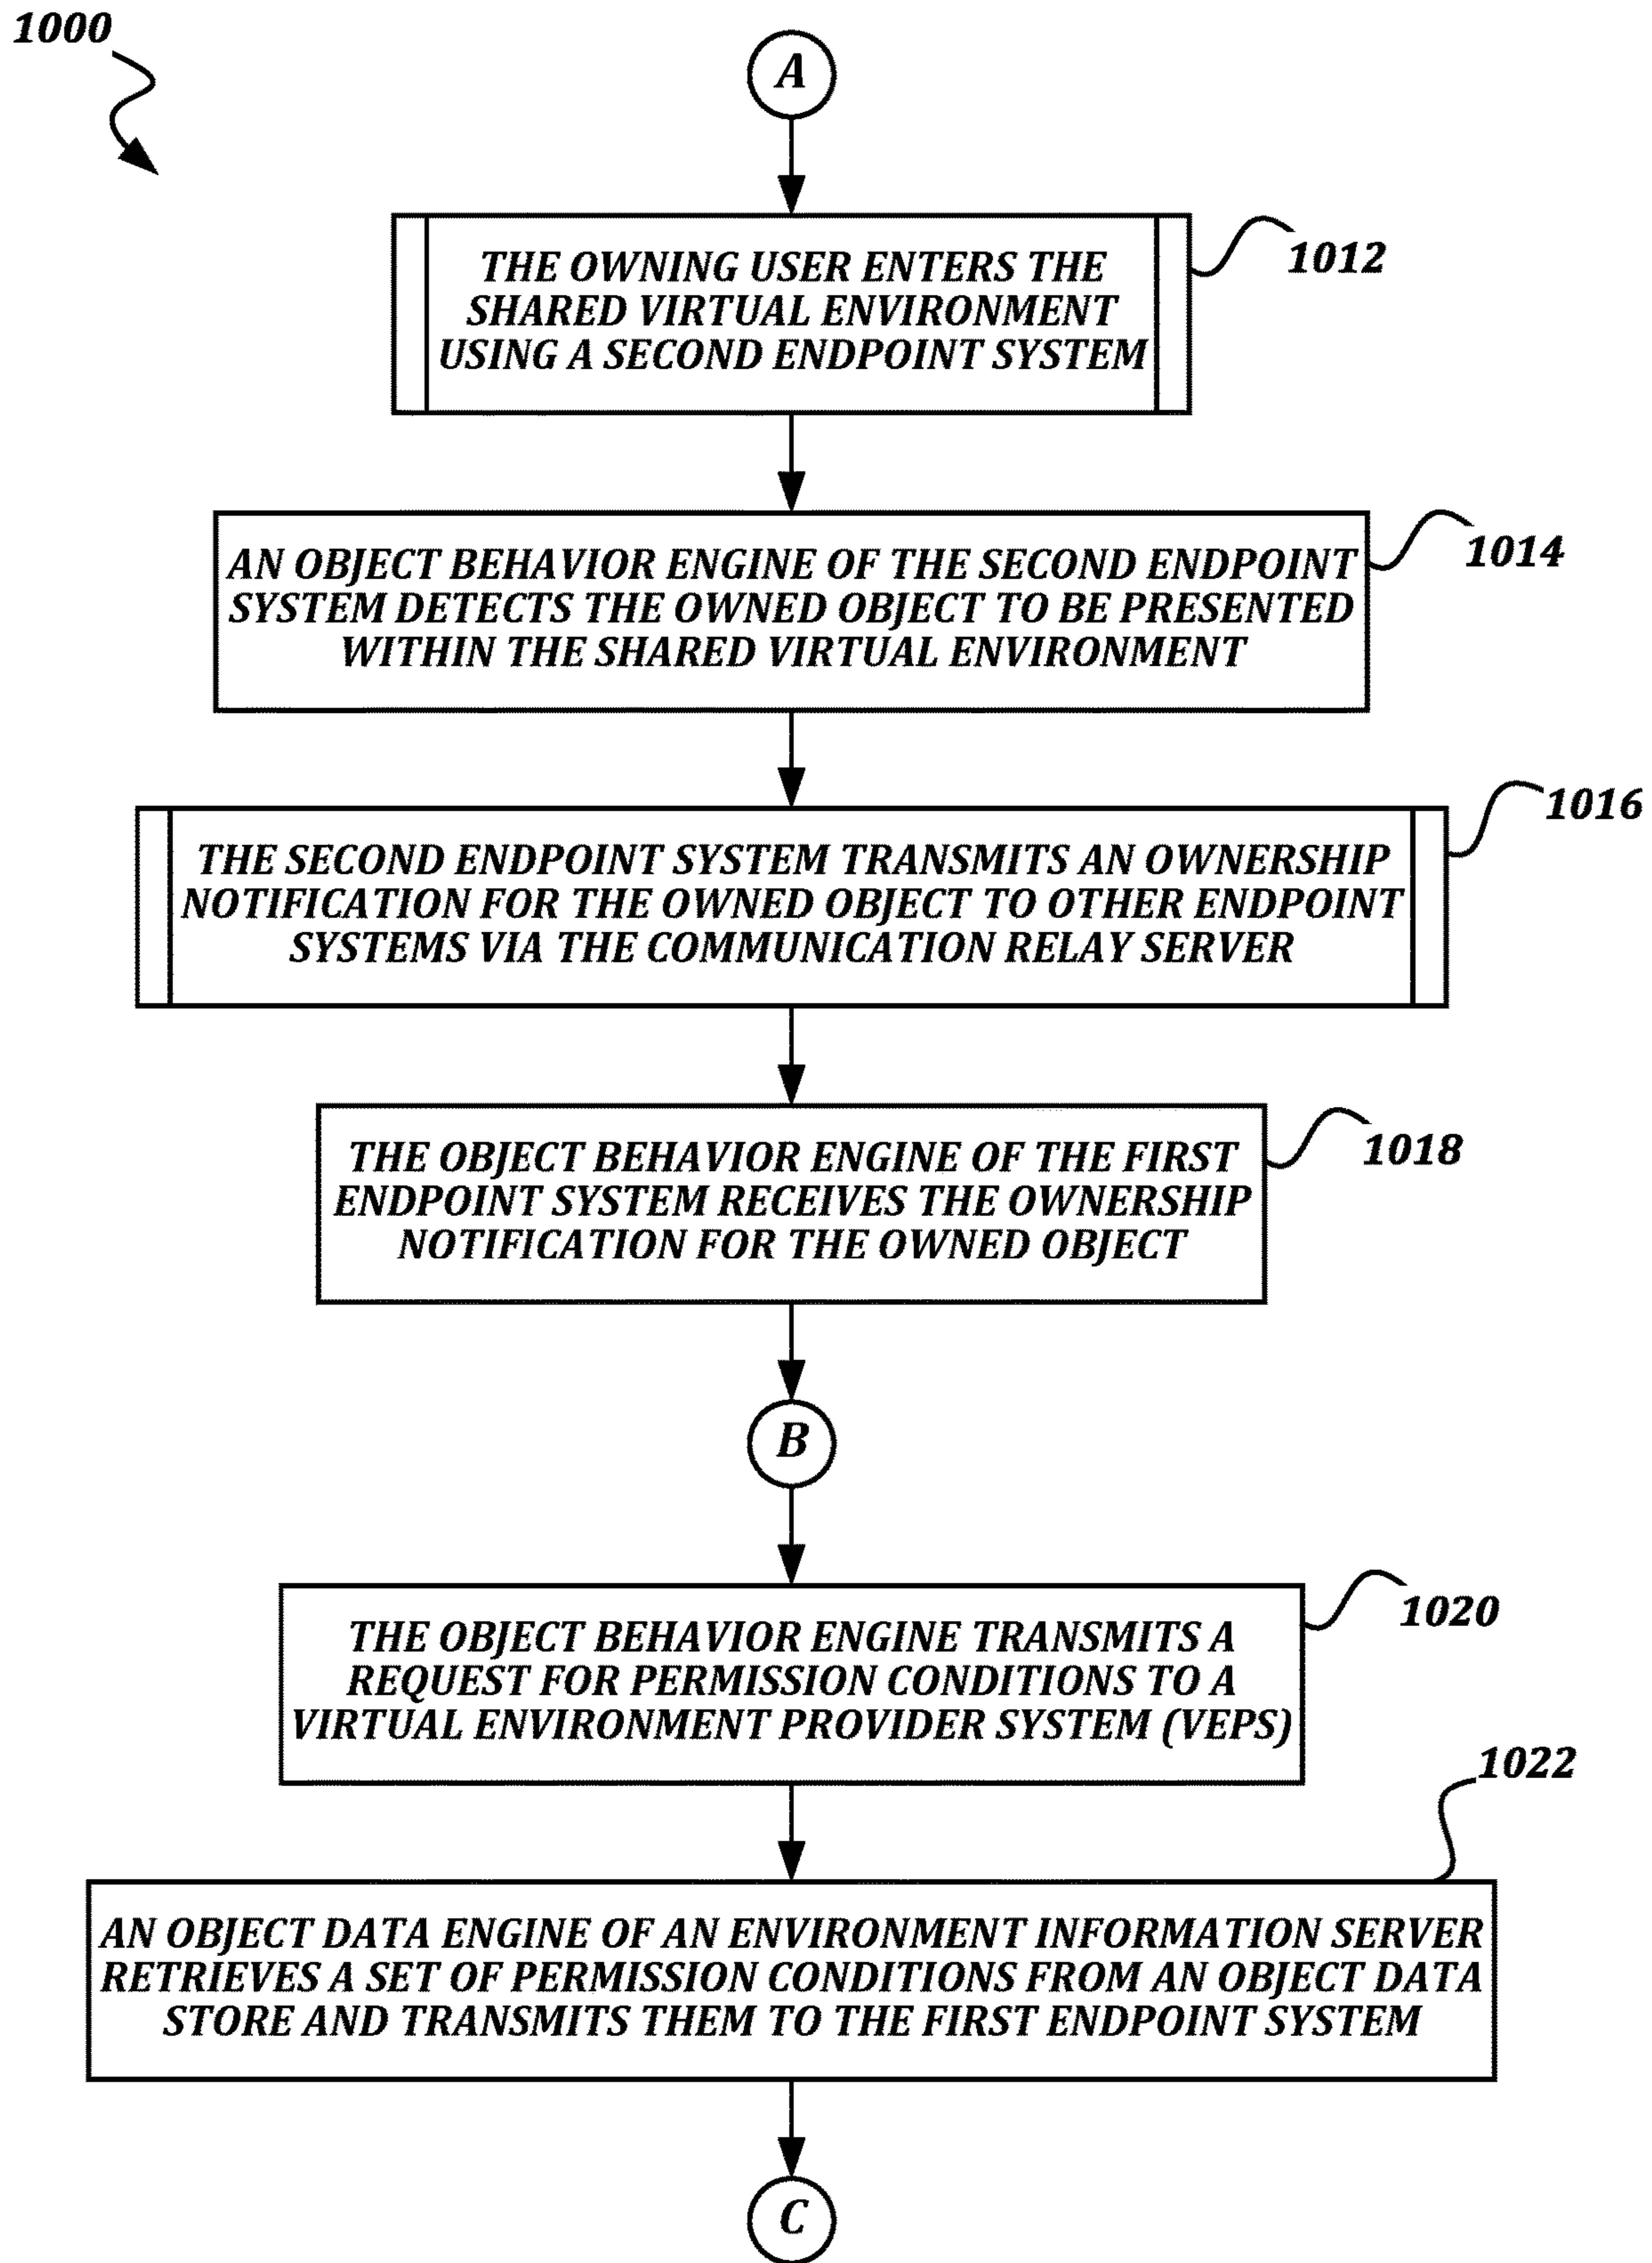 1000
A
THE OWNING USER ENTERS THE
SHARED VIRTUAL ENVIRONMENT
USING A SECOND ENDPOINT SYSTEM
1012
AN OBJECT BEHAVIOR ENGINE OF THE SECOND ENDPOINT
SYSTEM DETECTS THE OWNED OBJECT TO BE PRESENTED
WITHIN THE SHARED VIRTUAL ENVIRONMENT
1014
THE SECOND ENDPOINT SYSTEM TRANSMITS AN OWNERSHIP
NOTIFICATION FOR THE OWNED OBJECT TO OTHER ENDPOINT
SYSTEMS VIA THE COMMUNICATION RELAY SERVER
1016
THE OBJECT BEHAVIOR ENGINE OF THE FIRST
ENDPOINT SYSTEM RECEIVES THE OWNERSHIP
NOTIFICATION FOR THE OWNED OBJECT
1018
B
THE OBJECT BEHAVIOR ENGINE TRANSMITS A
REQUEST FOR PERMISSION CONDITIONS TO A
VIRTUAL ENVIRONMENT PROVIDER SYSTEM (VEPS)
1020
AN OBJECT DATA ENGINE OF AN ENVIRONMENT INFORMATION SERVER
RETRIEVES A SET OF PERMISSION CONDITIONS FROM AN OBJECT DATA
STORE AND TRANSMITS THEM TO THE FIRST ENDPOINT SYSTEM
1022
C